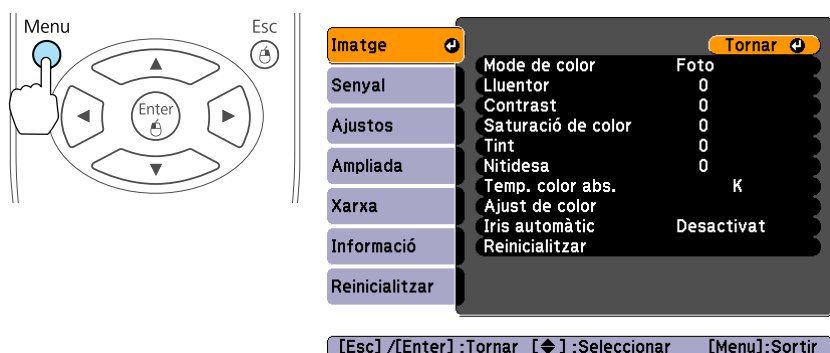 Menu
Esc
Enter
Imatge
Senyal
Ajustos
Ampliada
Xarxa
Informació
Reinicialitzar
Tornar
Mode de color Foto
Lluentor 0
Contrast 0
Saturació de color 0
Tint 0
Nitidesa 0
Temp. color abs. K
Ajust de color
Iris automàtic Desactivat
Reinicialitzar
[Esc] /[Enter] :Tornar [◆] :Seleccionar [Menu]:Sortir